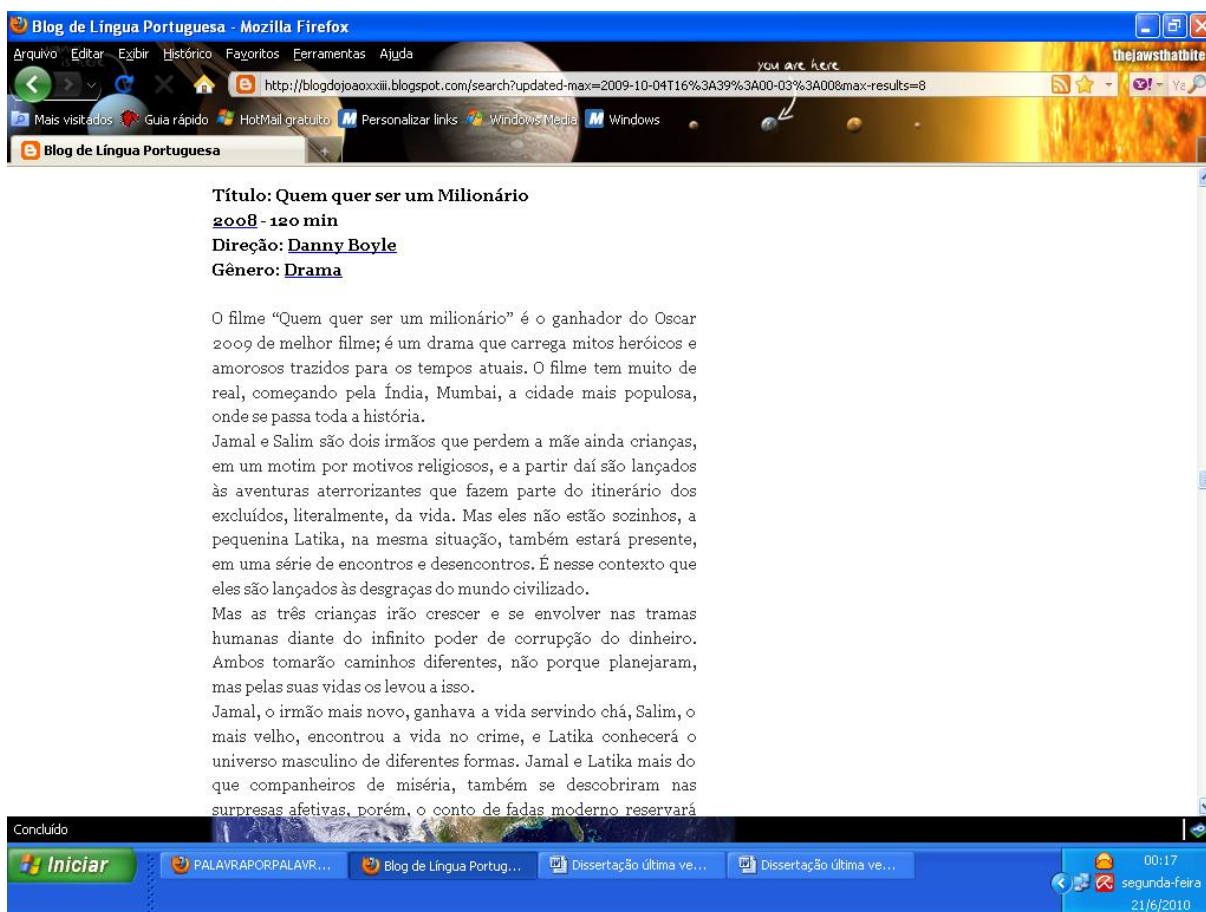 Blog de Língua Portuguesa - Mozilla Firefox
Arquivo Editar Exibir Histórico Favoritos Ferramentas Ajuda
you are here
thejawsthatbite
http://blogdojoaoxxiii.blogspot.com/search?updated-max=2009-10-04T16%3A39%3A00-03%3A00&max-results=8
Mais visitados Guia rápido HotMail gratuito Personalizar links Windows Media Windows
Blog de Língua Portuguesa
Título: Quem quer ser um Milionário
2008 - 120 min
Direção: Danny Boyle
Gênero: Drama
O filme “Quem quer ser um milionário” é o ganhador do Oscar
2009 de melhor filme; é um drama que carrega mitos heróicos e
amorosos trazidos para os tempos atuais. O filme tem muito de
real, começando pela Índia, Mumbai, a cidade mais populosa,
onde se passa toda a história.
Jamal e Salim são dois irmãos que perdem a mãe ainda crianças,
em um motim por motivos religiosos, e a partir daí são lançados
às aventuras aterrorizantes que fazem parte do itinerário dos
excluídos, literalmente, da vida. Mas eles não estão sozinhos, a
pequenina Latika, na mesma situação, também estará presente,
em uma série de encontros e desencontros. É nesse contexto que
eles são lançados às desgraças do mundo civilizado.
Mas as três crianças irão crescer e se envolver nas tramas
humanas diante do infinito poder de corrupção do dinheiro.
Ambos tomarão caminhos diferentes, não porque planejaram,
mas pelas suas vidas os levou a isso.
Jamal, o irmão mais novo, ganhava a vida servindo chá, Salim, o
mais velho, encontrou a vida no crime, e Latika conhecerá o
universo masculino de diferentes formas. Jamal e Latika mais do
que companheiros de miséria, também se descobriram nas
surpresas afetivas, porém, o conto de fadas moderno reservará
Concluído
Iniciar PALAVRAPORPALAVR... Blog de Língua Portug... Dissertação última ve... Dissertação última ve... 00:17
segunda-feira
21/6/2010